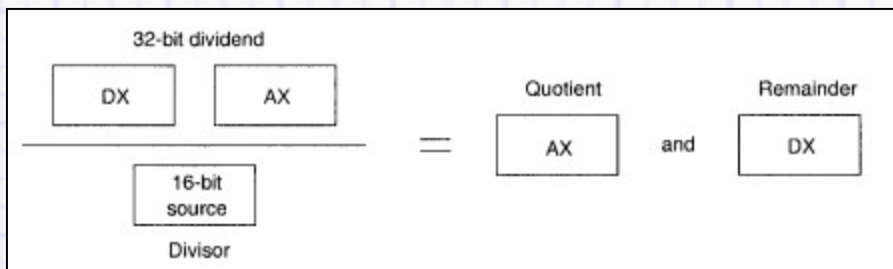 32-bit dividend
DX AX
16-bit
source
Divisor
=
Quotient
AX
and
Remainder
DX